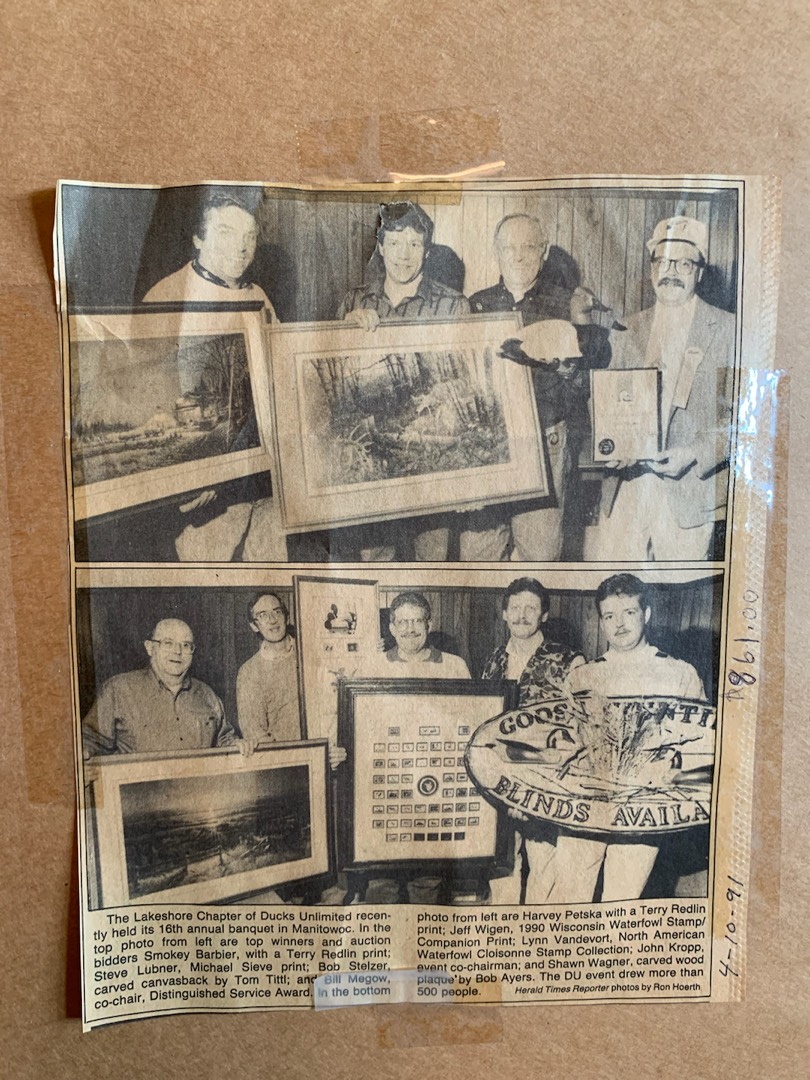 GOOS
NTI
BLINDS AVAILA
The Lakeshore Chapter of Ducks Unlimited recen-
tly held its 16th annual banquet in Manitowoc. In the
top photo from left are top winners and auction
bidders Smokey Barbier, with a Terry Redlin print;
Steve Lubner, Michael Sieve print; Bob Stelzer,
carved canvasback by Tom Tittl; and Bill Megow,
co-chair, Distinguished Service Award. In the bottom
photo from left are Harvey Petska with a Terry Redlin
print; Jeff Wigen, 1990 Wisconsin Waterfowl Stamp/
Companion Print; Lynn Vandevort, North American
Waterfowl Cloisonne Stamp Collection; John Kropp,
event co-chairman; and Shawn Wagner, carved wood
plaque by Bob Ayers. The DU event drew more than
500 people.
Herald Times Reporter photos by Ron Hoerth
861.00
4-10-91